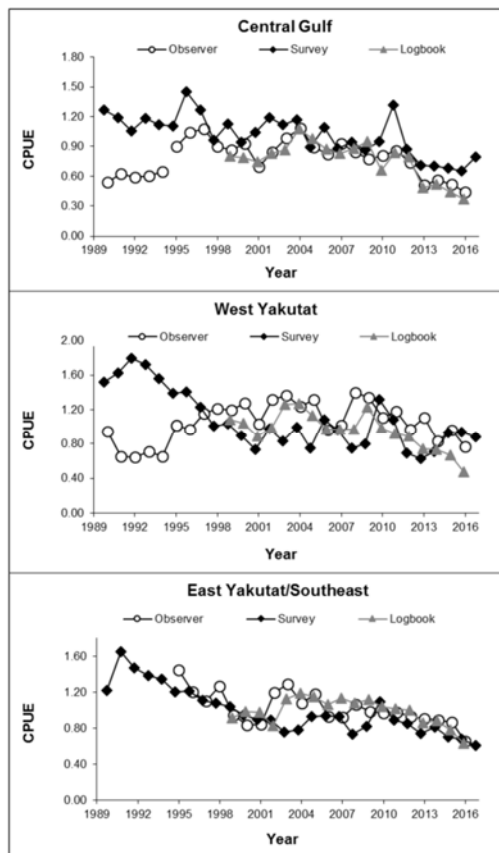 Central Gulf
Observer Survey Logbook
1.80
1.50
1.20
0.90
0.60
0.30
0.00
CPUE
1989 1992 1995 1998 2001 2004 2007 2010 2013 2016
Year
West Yakutat
Observer Survey Logbook
2.00
1.60
1.20
0.80
0.40
0.00
CPUE
1989 1992 1995 1998 2001 2004 2007 2010 2013 2016
Year
East Yakutat/Southeast
Observer Survey Logbook
1.60
1.20
0.80
0.40
0.00
CPUE
1989 1992 1995 1998 2001 2004 2007 2010 2013 2016
Year